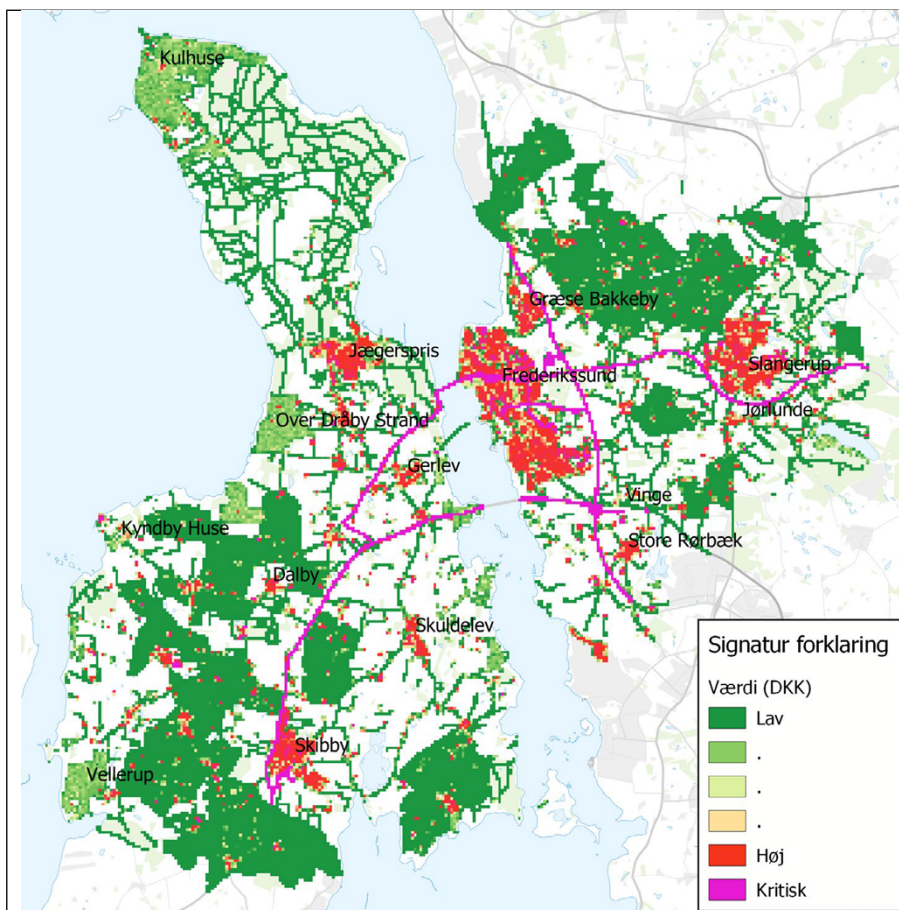 Kulhuse
Græse Bakkeby
Jægerspris
Slangerup
Frederikssund
Over Dråby Strand
Jørlunde
Gerlev
Vinge
Kyndby Huse
Store Rørbæk
Dalby
Skuldelev
Skibby
Vellerup
Signatur forklaring
Værdi (DKK)
Lav
.
.
.
Høj
Kritisk